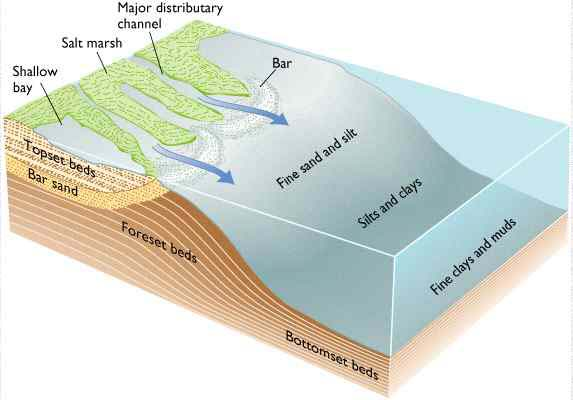 Major distributary
channel
Salt marsh
Shallow
bay
Bar
Topset beds
Bar sand
Foreset beds
Bottomset beds
Fine sand and silt
Silts and clays
Fine clays and muds